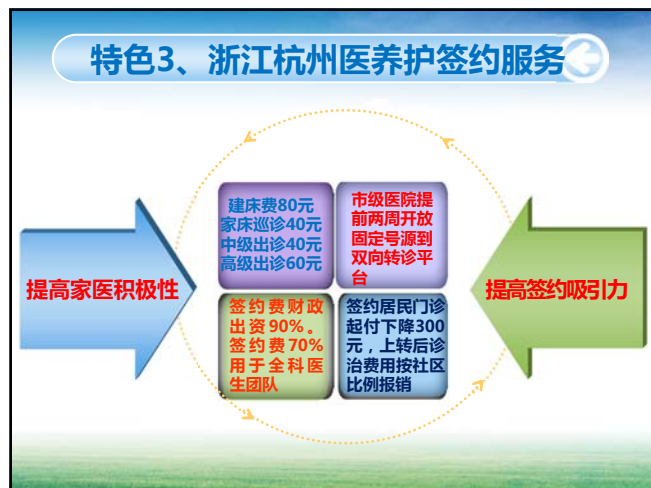 特色3、浙江杭州医养护签约服务
提高家医积极性
建床费80元
家床巡诊40元
中级出诊40元
高级出诊60元
市级医院提
前两周开放
固定号源到
双向转诊平
台
签约费财政
出资90%。
签约费70%
用于全科医
生团队
签约居民门诊
起付下降300
元，上转后诊
治费用按社区
比例报销
提高签约吸引力